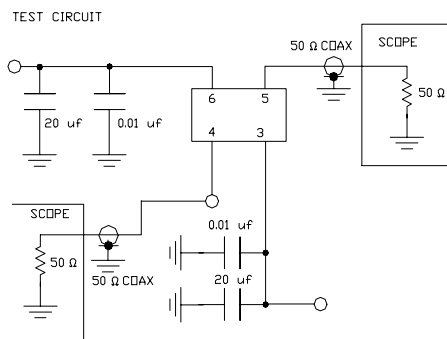 TEST CIRCUIT
50 Ω COAX
SCOPE
6 5
50 Ω
4 3
20 uf
0.01 uf
SCOPE
0.01 uf
50 Ω
50 Ω COAX
20 uf